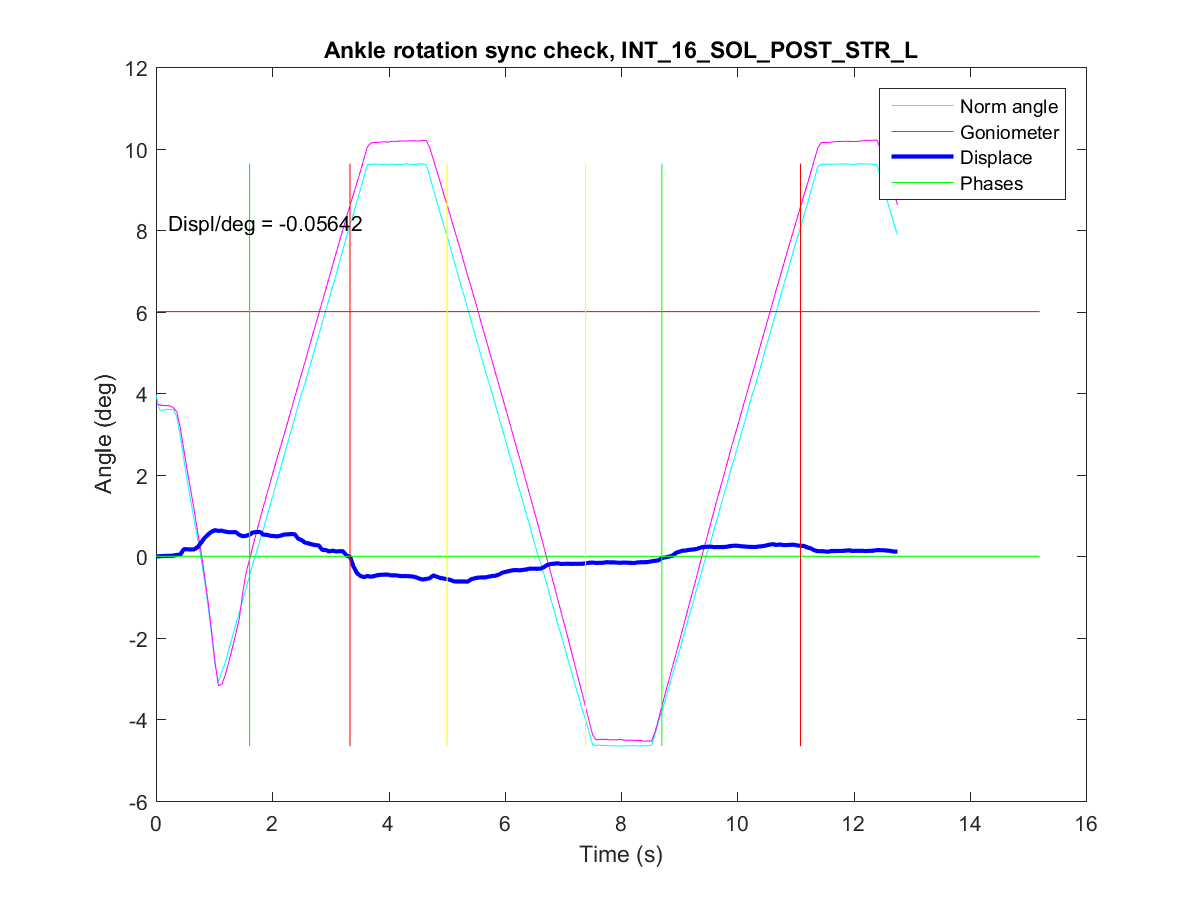 Ankle rotation sync check, INT_16_SOL_POST_STR_L
12
10
8
6
4
2
0
-2
-4
-6
Angle (deg)
Displ/deg = -0.05642
Norm angle
Goniometer
Displace
Phases
0 2 4 6 8 10 12 14 16
Time (s)